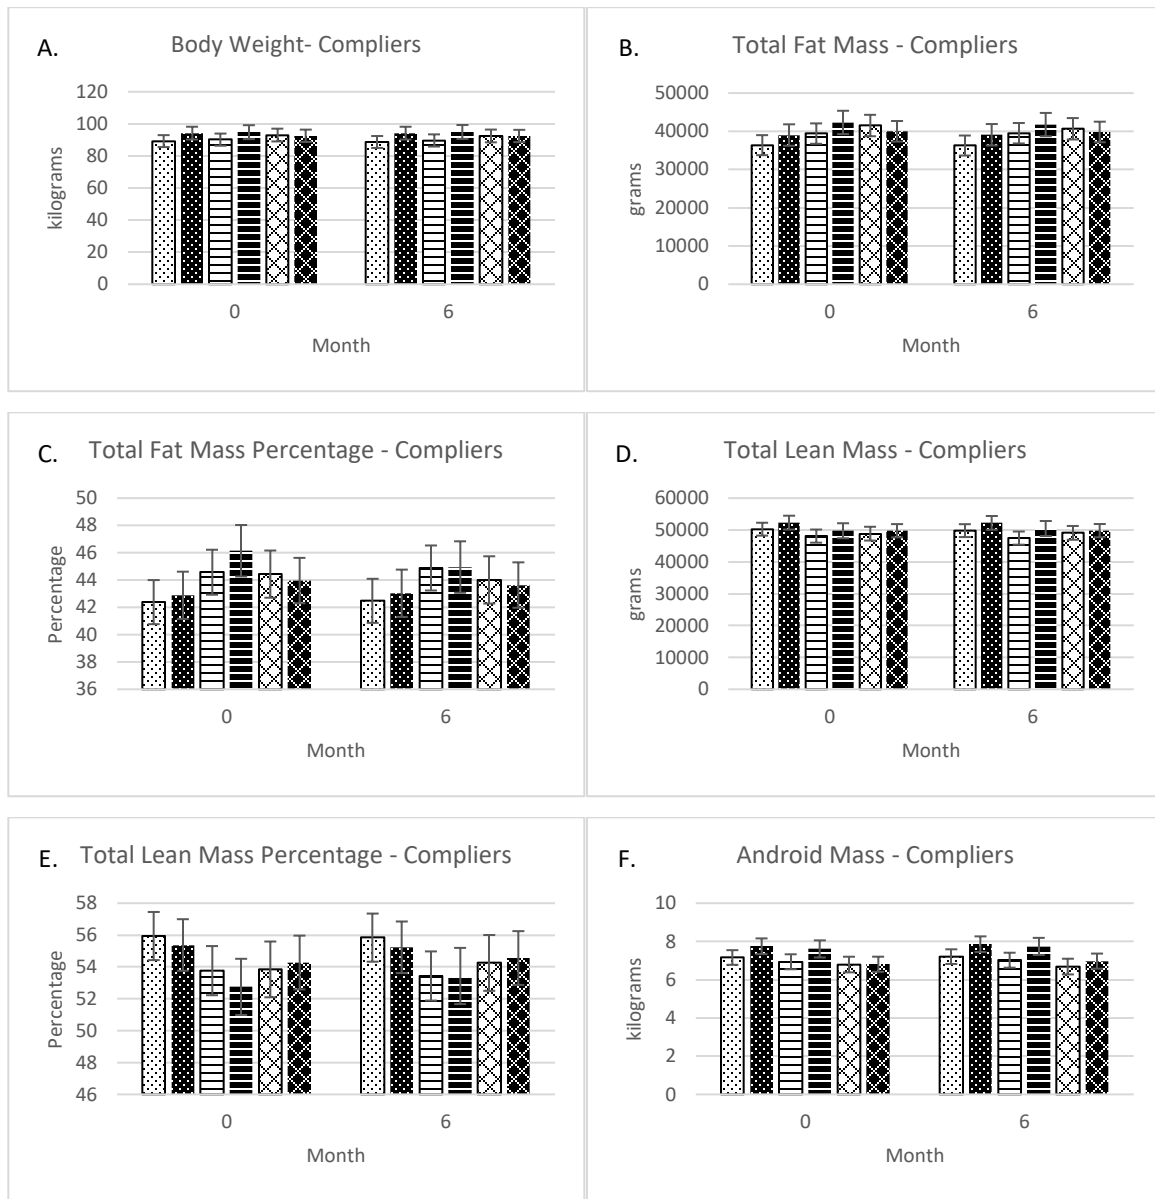 A.
Body Weight- Compliers
kilograms
120
100
80
60
40
20
0
0
6
Month
B.
Total Fat Mass - Compliers
grams
50000
40000
30000
20000
10000
0
0
6
Month
C.
Total Fat Mass Percentage - Compliers
Percentage
50
48
46
44
42
40
38
36
0
6
Month
D.
Total Lean Mass - Compliers
grams
60000
50000
40000
30000
20000
10000
0
0
6
Month
E.
Total Lean Mass Percentage - Compliers
Percentage
58
56
54
52
50
48
46
0
6
Month
F.
Android Mass - Compliers
kilograms
10
8
6
4
2
0
0
6
Month